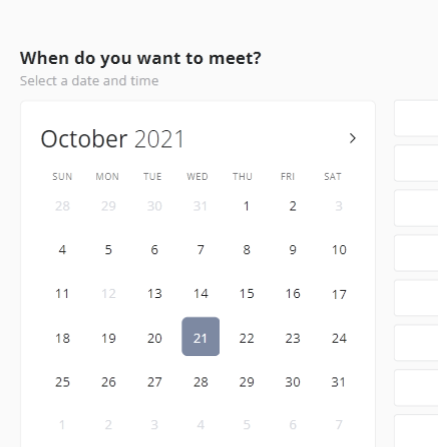 When do you want to meet?
Select a date and time
October 2021
SUN MON TUE WED THU FRI SAT
28 29 30 31 1 2 3
4 5 6 7 8 9 10
11 12 13 14 15 16 17
18 19 20 21 22 23 24
25 26 27 28 29 30 31
1 2 3 4 5 6 7